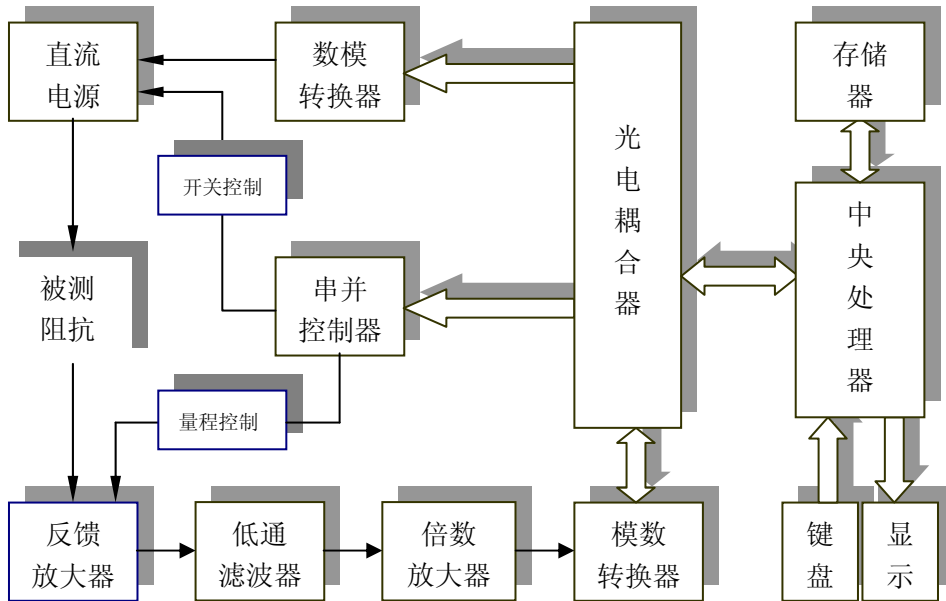 直流
电源
数模
转换器
光
电
耦
合
器
存储
器
开关控制
中
央
处
理
器
被测
阻抗
串并
控制器
量程控制
反馈
放大器
低通
滤波器
倍数
放大器
模数
转换器
键
盘
显
示